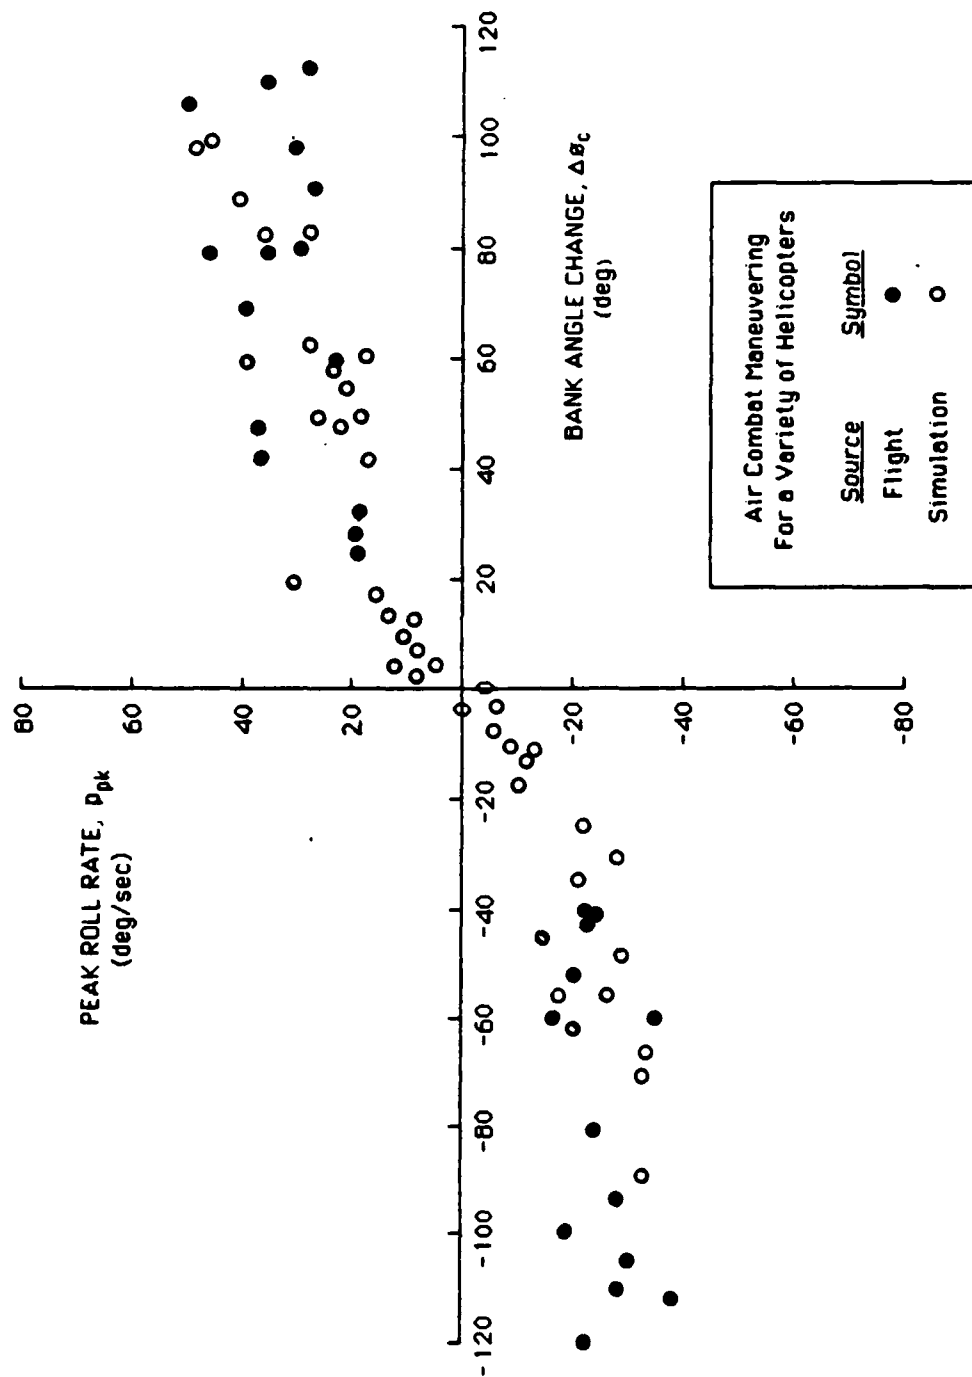 PEAK ROLL RATE, p_pk
(deg/sec)
80
60
40
20
0
-20
-40
-80
-120
-100
-80
-60
-40
-20
0
20
40
60
80
100
120
BANK ANGLE CHANGE, Δø_c
(deg)
Air Combat Maneuvering
For a Variety of Helicopters
Source Symbol
Flight ●
Simulation ○